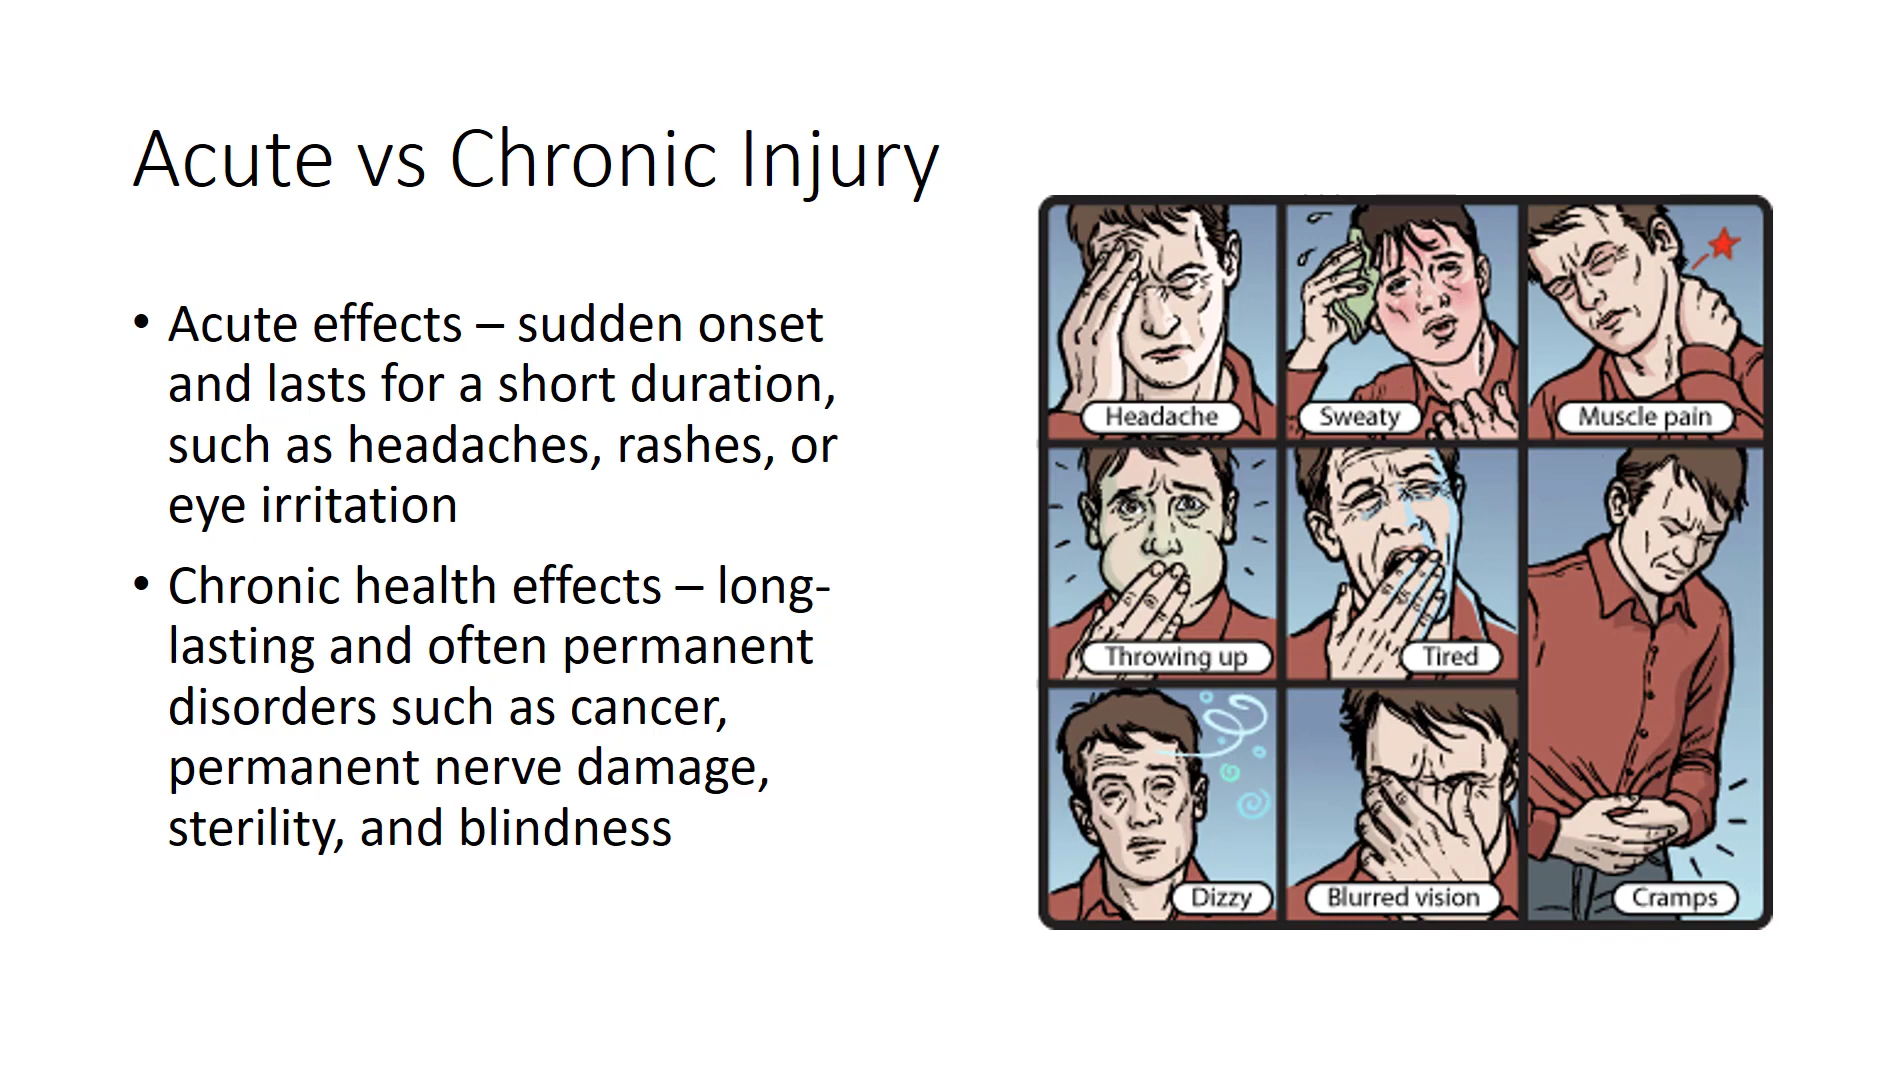 Acute vs Chronic Injury
• Acute effects – sudden onset
and lasts for a short duration,
such as headaches, rashes, or
eye irritation
• Chronic health effects – long-
lasting and often permanent
disorders such as cancer,
permanent nerve damage,
sterility, and blindness
Headache
Sweaty
Muscle pain
Throwing up
Tired
Dizzy
Blurred vision
Cramps